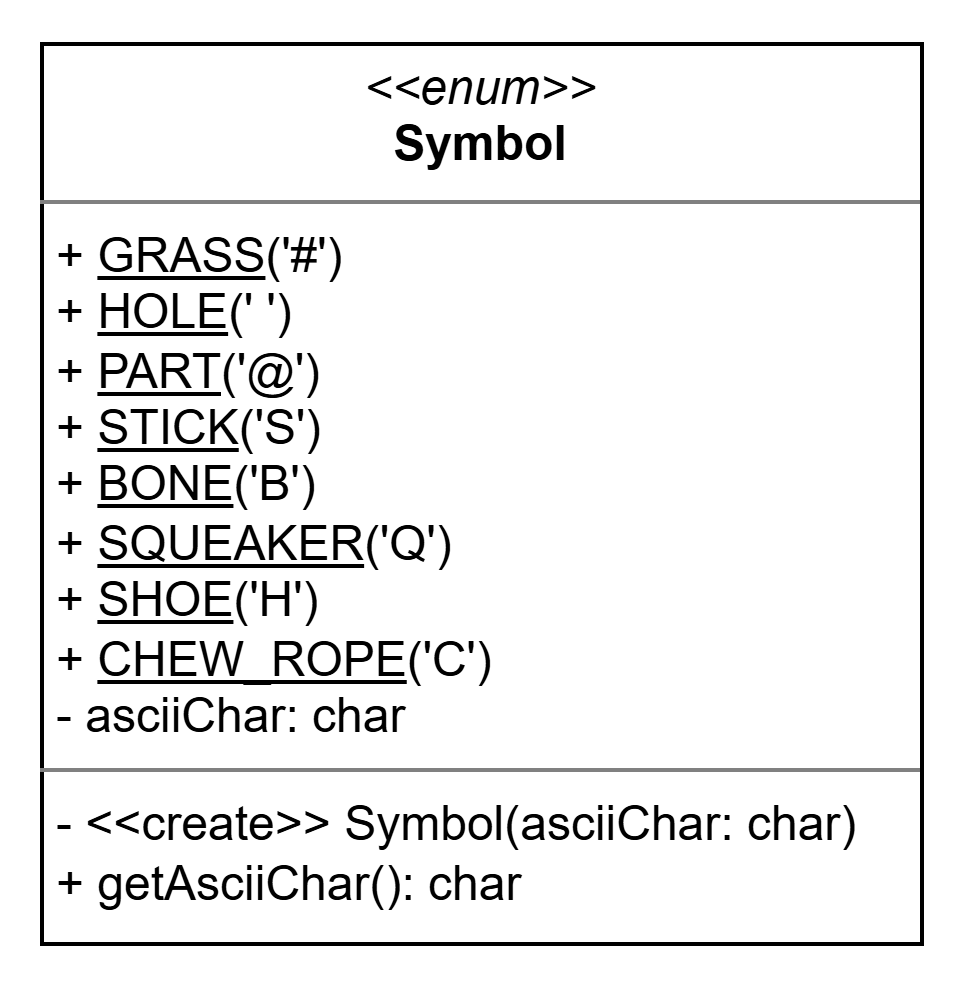 <<enum>>
Symbol
+ GRASS('#')
+ HOLE(' ')
+ PART('@')
+ STICK('S')
+ BONE('B')
+ SQUEAKER('Q')
+ SHOE('H')
+ CHEW_ROPE('C')
- asciiChar: char
- <<create>> Symbol(asciiChar: char)
+ getAsciiChar(): char